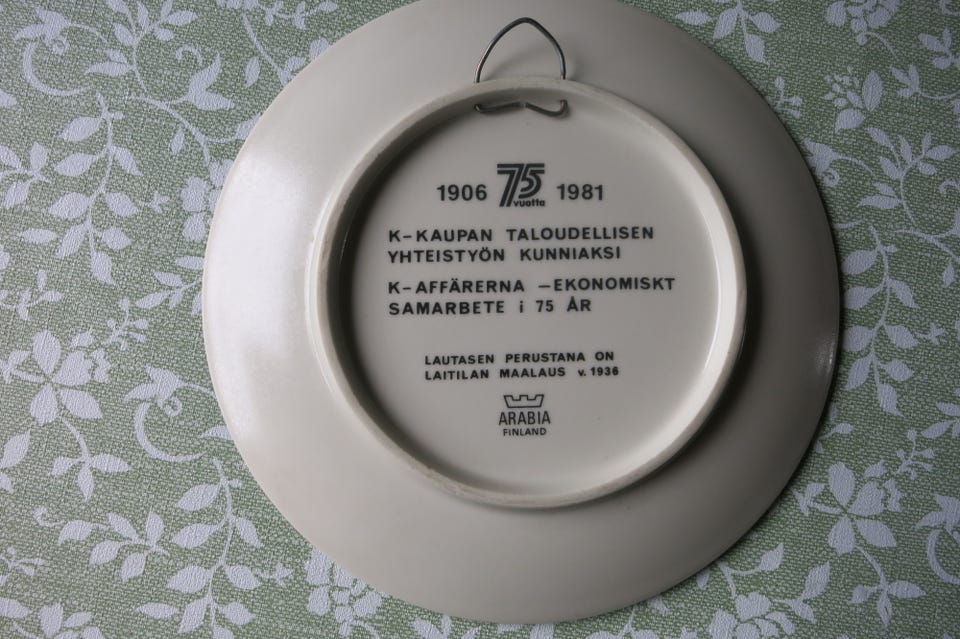 1906 75 vuotta 1981
K-KAUPAN TALOUDELLISEN
YHTEISTYÖN KUNNIAKSI
K-AFFÄRERNA -EKONOMISKT
SAMARBETE i 75 ÅR
LAUTASEN PERUSTANA ON
LAITILAN MAALAUS v. 1936
ARABIA
FINLAND